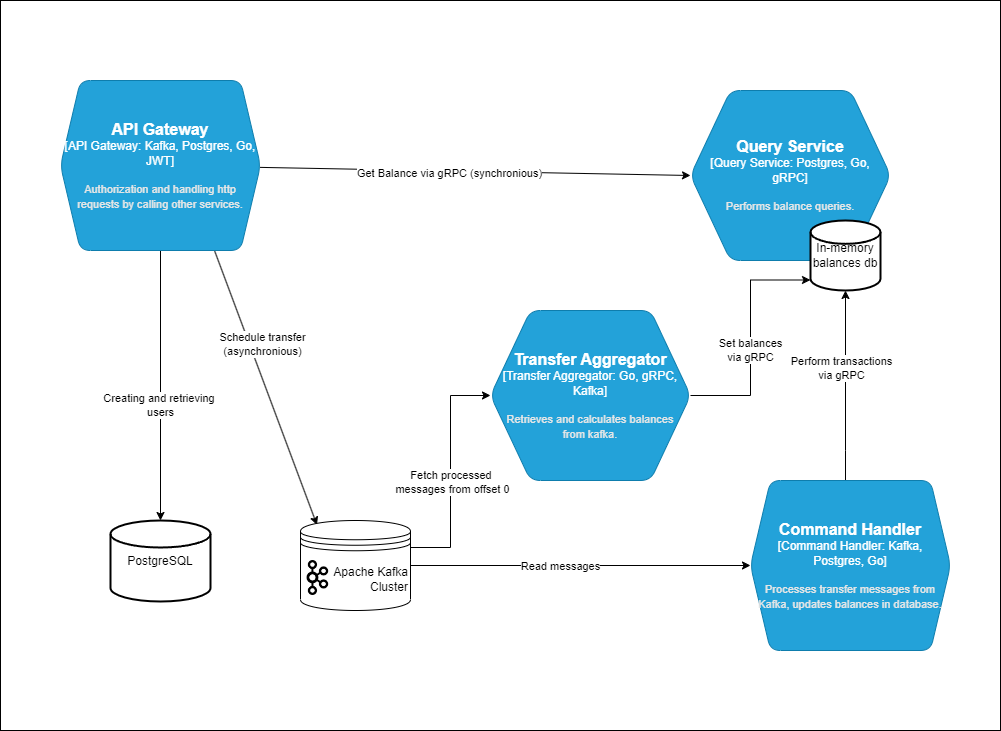 API Gateway
[API Gateway: Kafka, Postgres, Go,
JWT]
Authorization and handling http
requests by calling other services.
Get Balance via gRPC (synchronious)
Query Service
[Query Service: Postgres, Go,
gRPC]
Performs balance queries.
In-memory
balances db
Schedule transfer
(asynchronious)
Set balances
via gRPC
Perform transactions
via gRPC
Transfer Aggregator
[Transfer Aggregator: Go, gRPC,
Kafka]
Retrieves and calculates balances
from kafka.
Creating and retrieving
users
Fetch processed
messages from offset 0
PostgreSQL
Apache Kafka
Cluster
Read messages
Command Handler
[Command Handler: Kafka,
Postgres, Go]
Processes transfer messages from
Kafka, updates balances in database.